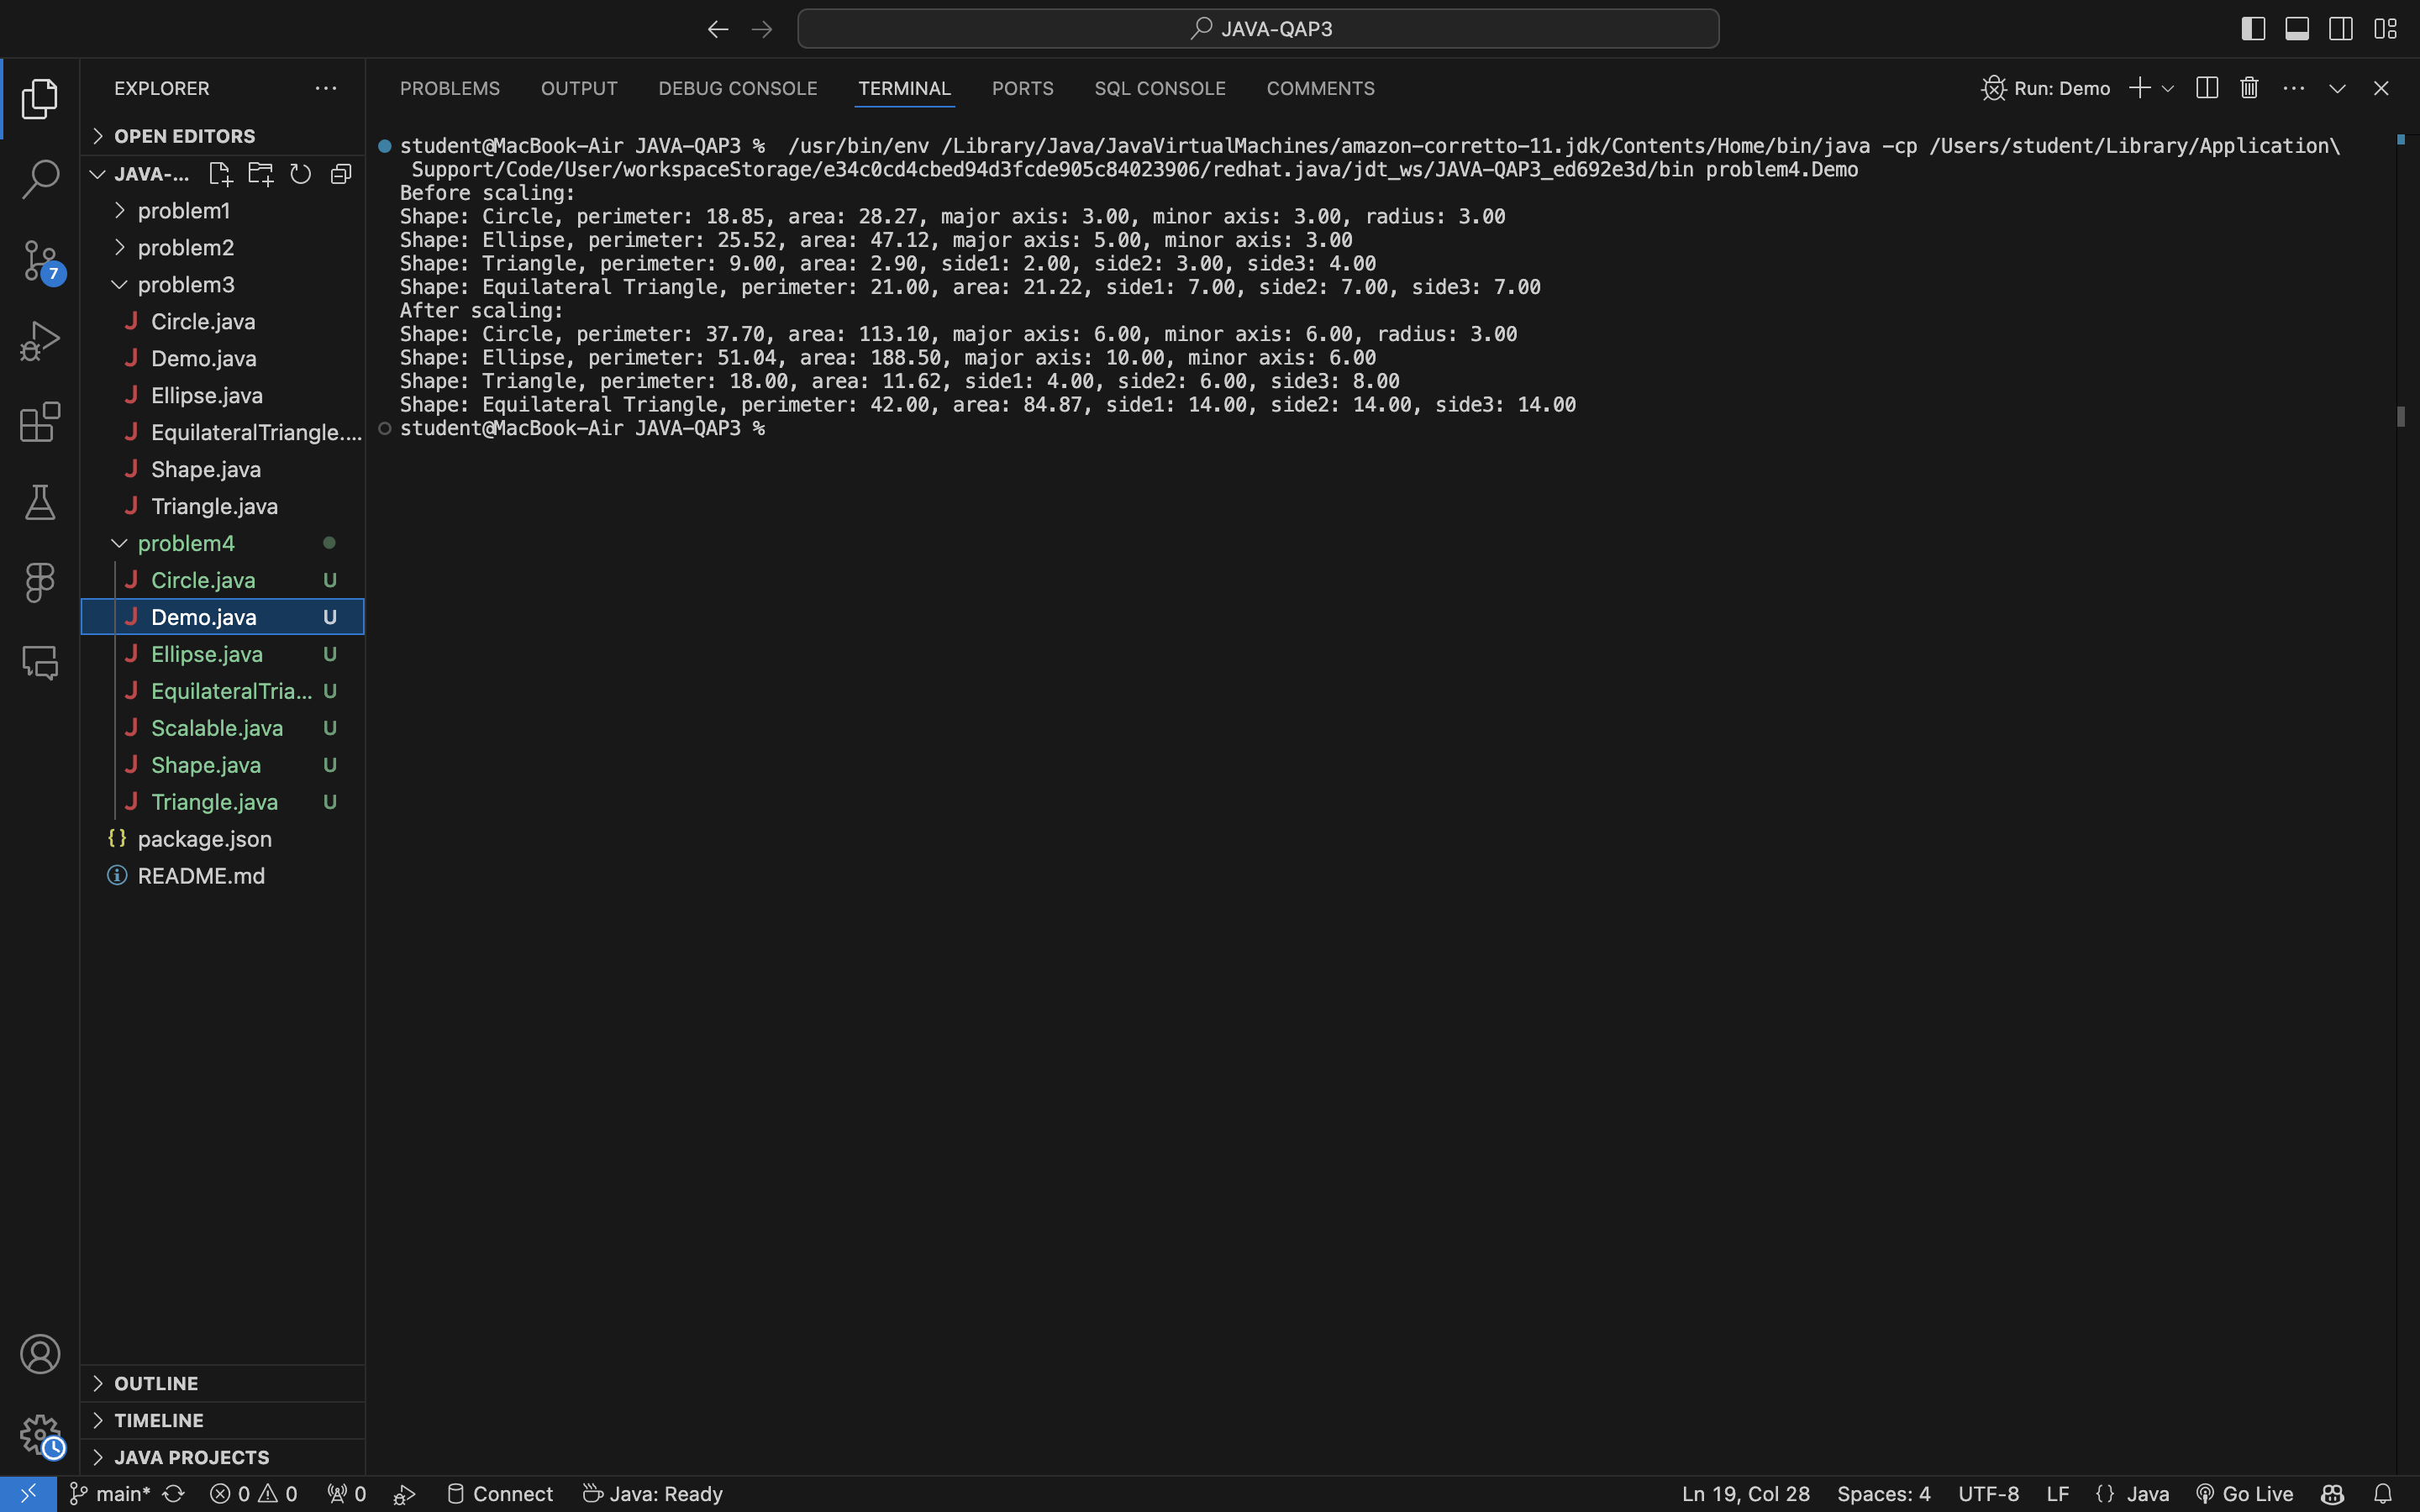 JAVA-QAP3
EXPLORER
OPEN EDITORS
JAVA-...
problem1
problem2
problem3
Circle.java
Demo.java
Ellipse.java
EquilateralTriangle....
Shape.java
Triangle.java
problem4
Circle.java U
Demo.java U
Ellipse.java U
EquilateralTria... U
Scalable.java U
Shape.java U
Triangle.java U
{} package.json
README.md
OUTLINE
TIMELINE
JAVA PROJECTS
7
PROBLEMS OUTPUT DEBUG CONSOLE TERMINAL PORTS SQL CONSOLE COMMENTS
Run: Demo
student@MacBook-Air JAVA-QAP3 %  /usr/bin/env /Library/Java/JavaVirtualMachines/amazon-corretto-11.jdk/Contents/Home/bin/java -cp /Users/student/Library/Application\
Support/Code/User/workspaceStorage/e34c0cd4cbed94d3fcde905c84023906/redhat.java/jdt_ws/JAVA-QAP3_ed692e3d/bin problem4.Demo
Before scaling:
Shape: Circle, perimeter: 18.85, area: 28.27, major axis: 3.00, minor axis: 3.00, radius: 3.00
Shape: Ellipse, perimeter: 25.52, area: 47.12, major axis: 5.00, minor axis: 3.00
Shape: Triangle, perimeter: 9.00, area: 2.90, side1: 2.00, side2: 3.00, side3: 4.00
Shape: Equilateral Triangle, perimeter: 21.00, area: 21.22, side1: 7.00, side2: 7.00, side3: 7.00
After scaling:
Shape: Circle, perimeter: 37.70, area: 113.10, major axis: 6.00, minor axis: 6.00, radius: 3.00
Shape: Ellipse, perimeter: 51.04, area: 188.50, major axis: 10.00, minor axis: 6.00
Shape: Triangle, perimeter: 18.00, area: 11.62, side1: 4.00, side2: 6.00, side3: 8.00
Shape: Equilateral Triangle, perimeter: 42.00, area: 84.87, side1: 14.00, side2: 14.00, side3: 14.00
student@MacBook-Air JAVA-QAP3 %
main* 0 0 0 Connect Java: Ready Ln 19, Col 28 Spaces: 4 UTF-8 LF {} Java Go Live